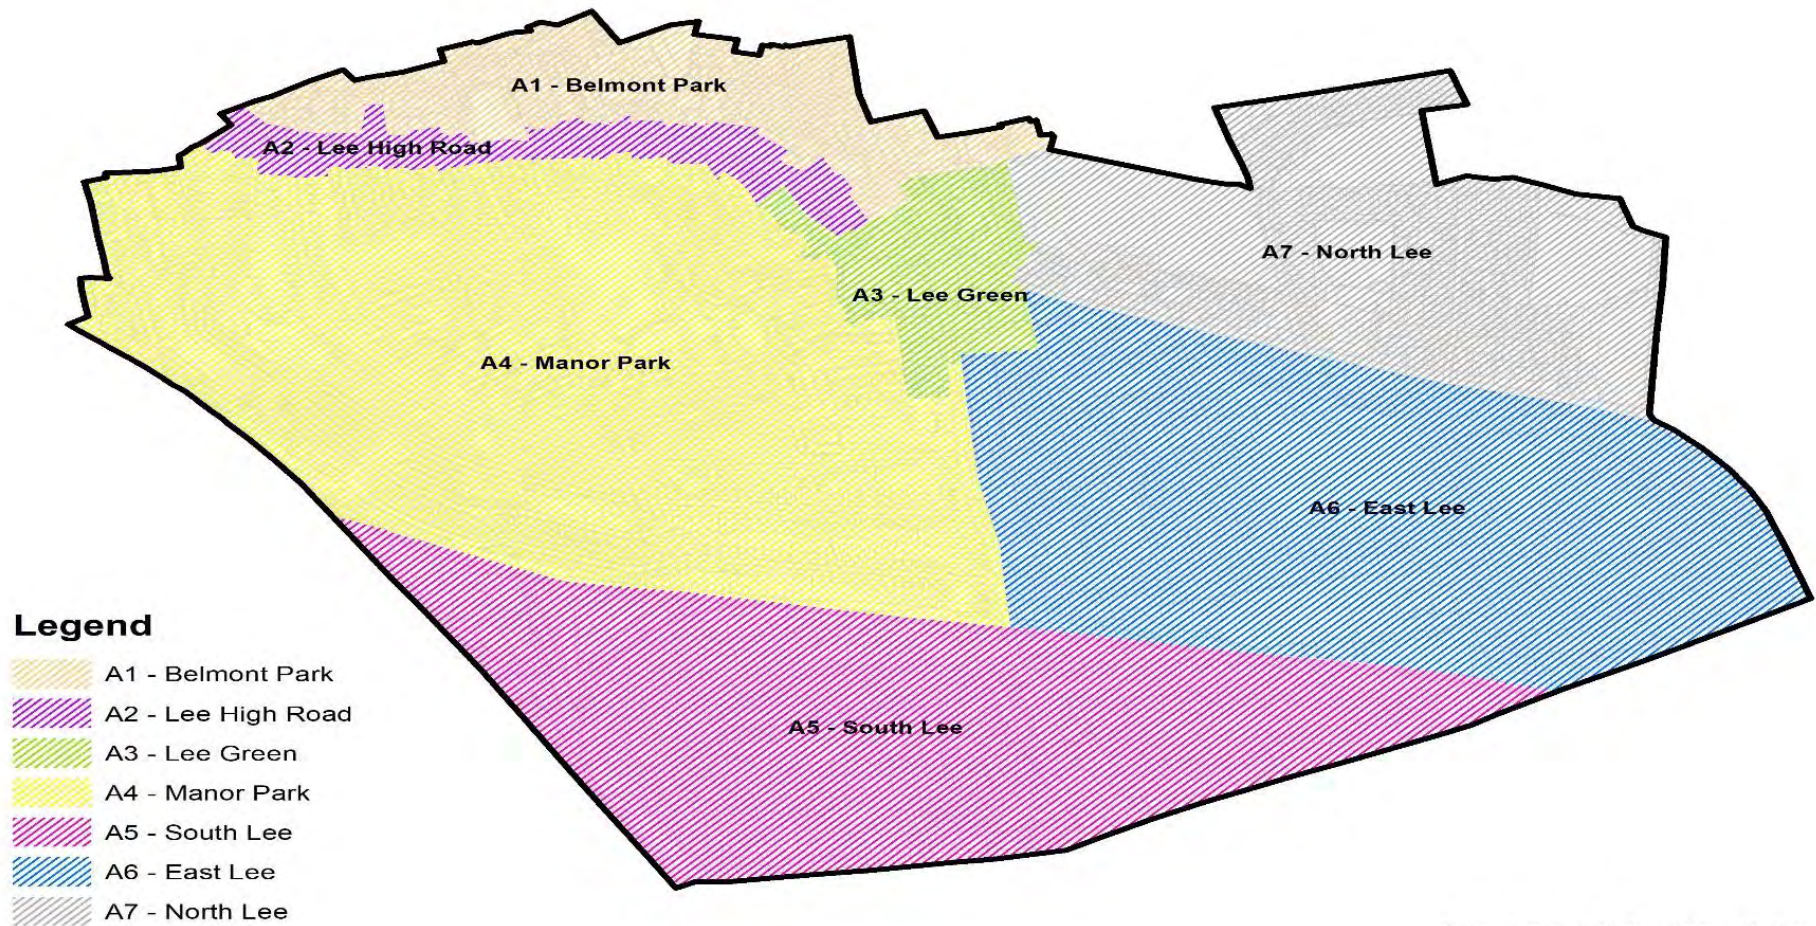 A1 - Belmont Park
A2 - Lee High Road
A7 - North Lee
A3 - Lee Green
A4 - Manor Park
A6 - East Lee
A5 - South Lee
Legend
A1 - Belmont Park
A2 - Lee High Road
A3 - Lee Green
A4 - Manor Park
A5 - South Lee
A6 - East Lee
A7 - North Lee